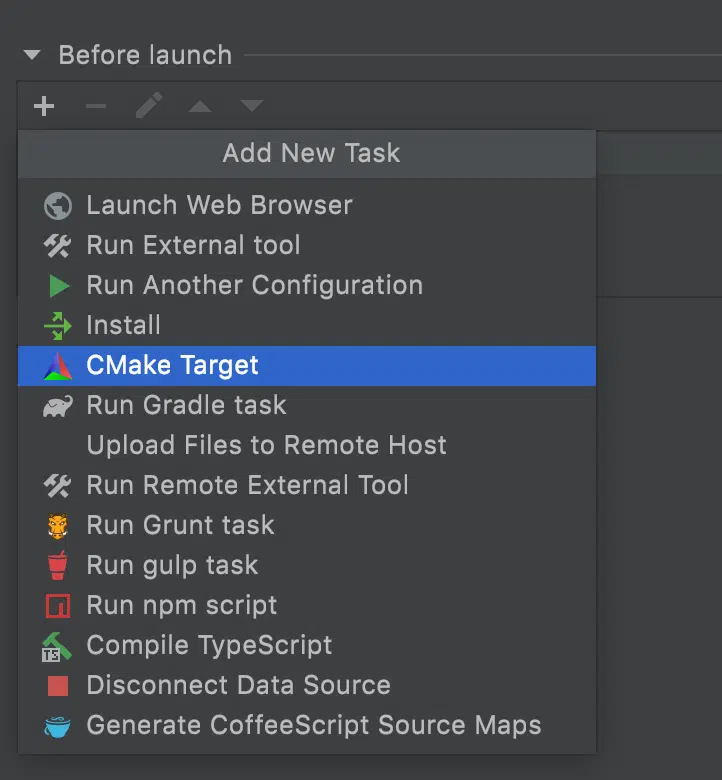 Before launch
Add New Task
Launch Web Browser
Run External tool
Run Another Configuration
Install
CMake Target
Run Gradle task
Upload Files to Remote Host
Run Remote External Tool
Run Grunt task
Run gulp task
Run npm script
TS
Compile TypeScript
Disconnect Data Source
Generate CoffeeScript Source Maps